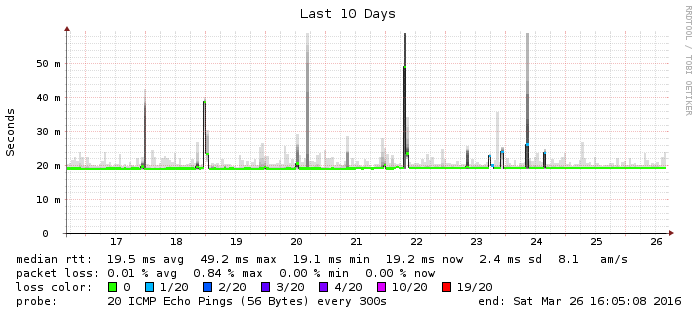 Last 10 Days
RRDTOOL / TOBI OETIKER
Seconds
50 m
40 m
30 m
20 m
10 m
0
17 18 19 20 21 22 23 24 25 26
median rtt: 19.5 ms avg 49.2 ms max 19.1 ms min 19.2 ms now 2.4 ms sd 8.1 am/s
packet loss: 0.01 % avg 0.84 % max 0.00 % min 0.00 % now
loss color: 0 1/20 2/20 3/20 4/20 10/20 19/20
probe: 20 ICMP Echo Pings (56 Bytes) every 300s end: Sat Mar 26 16:05:08 2016